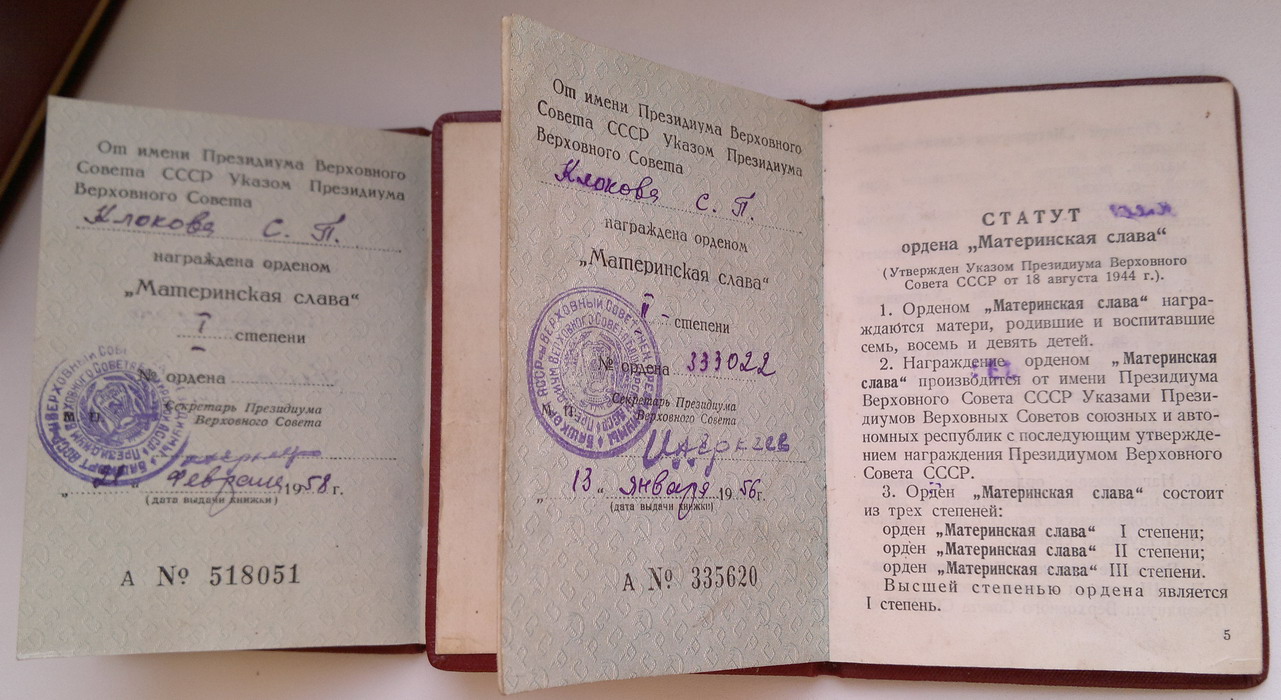 От имени Президиума Верховного
Совета СССР Указом Президиума
Верховного Совета
Клокова С. П.
награждена орденом
„Материнская слава“
I степени
№ ордена
М. П.
Секретарь Президиума
Верховного Совета
„ “ февраля 1958 г.
(дата выдачи книжки)
А № 518051
От имени Президиума Верховного
Совета СССР Указом Президиума
Верховного Совета
Клокова С. П.
награждена орденом
„Материнская слава“
II - степени
№ ордена 333022
Секретарь Президиума
Верховного Совета
М. П.
„ 13 “ января 1956 г.
(дата выдачи книжки)
А № 335620
СТАТУТ
ордена „Материнская слава“
(Утвержден Указом Президиума Верховного
Совета СССР от 18 августа 1944 г.).
1. Орденом „Материнская слава“ награ-
ждаются матери, родившие и воспитавшие
семь, восемь и девять детей.
2. Награждение орденом „Материнская
слава“ производится от имени Президиума
Верховного Совета СССР Указами Прези-
диумов Верховных Советов союзных и авто-
номных республик с последующим утвержде-
нием награждения Президиумом Верховного
Совета СССР.
3. Орден „Материнская слава“ состоит
из трех степеней:
орден „Материнская слава“ I степени;
орден „Материнская слава“ II степени;
орден „Материнская слава“ III степени.
Высшей степенью ордена является
I степень.
5